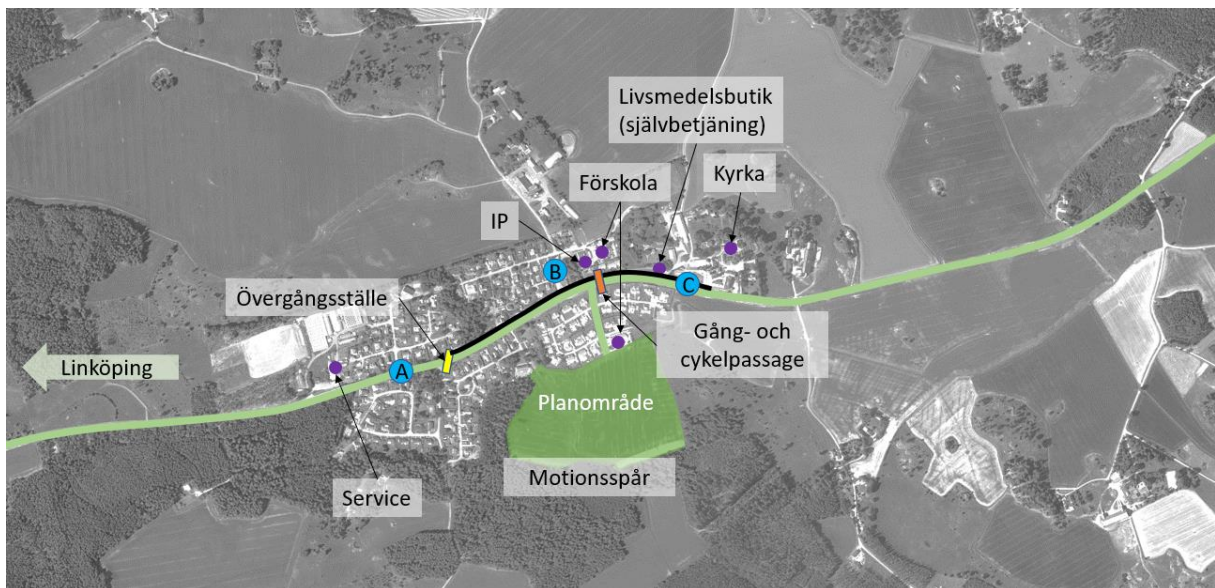 Livsmedelsbutik
(självbetjäning)
Förskola
Kyrka
IP
B
Övergångsställe
C
Gång- och
cykelpassage
Linköping
A
Planområde
Motionsspår
Service